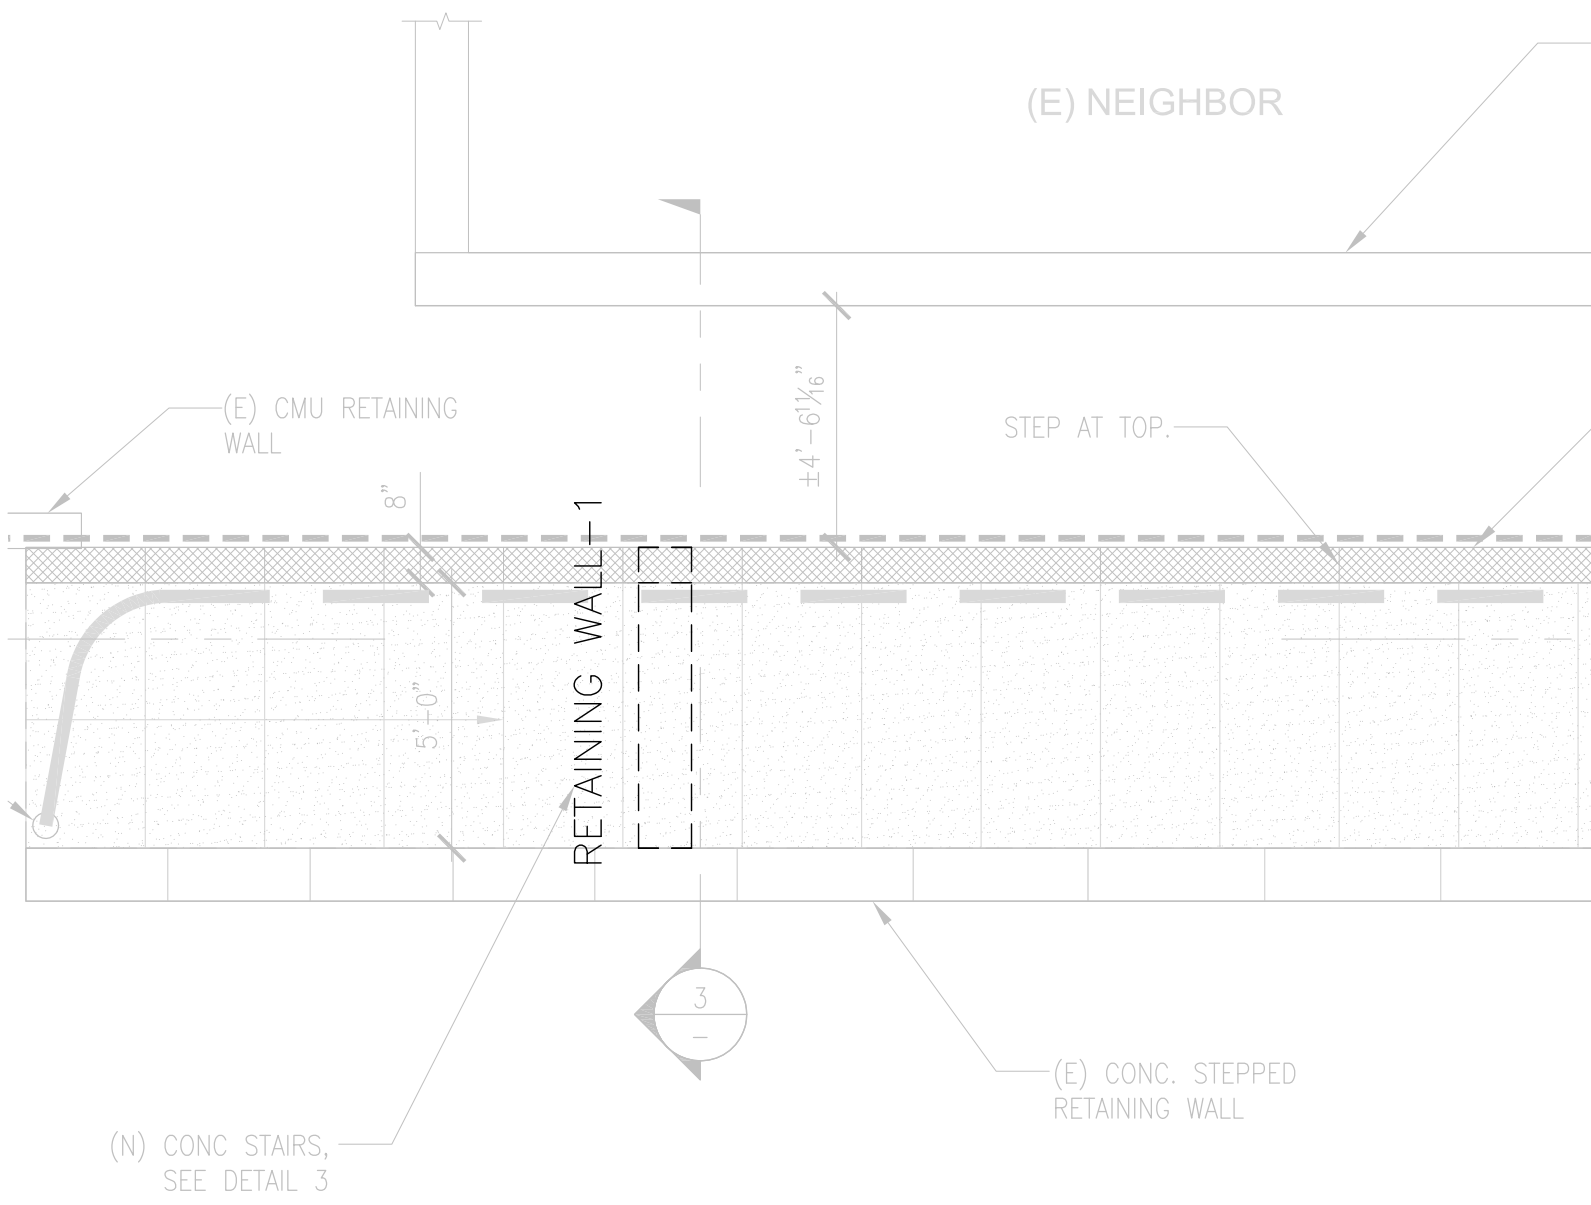 (E) NEIGHBOR
(E) CMU RETAINING
WALL
8"
±4'-6 11/16"
STEP AT TOP.
RETAINING WALL-1
5'-0"
3
–
(E) CONC. STEPPED
RETAINING WALL
(N) CONC STAIRS,
SEE DETAIL 3